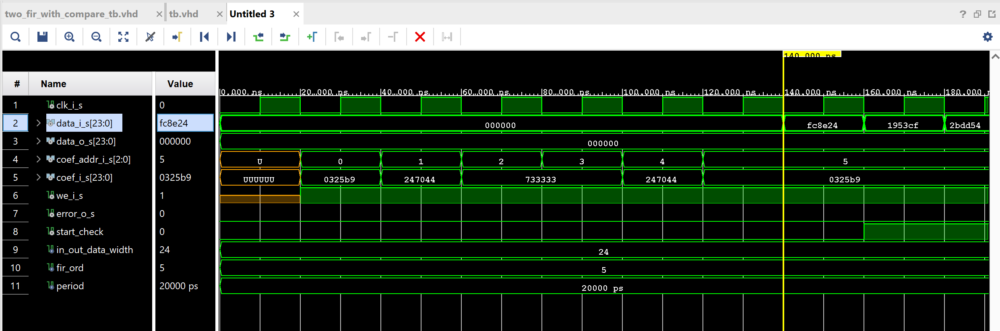 two_fir_with_compare_tb.vhd tb.vhd Untitled 3
140.000 ns
# Name Value
0.000 ns 20.000 ns 40.000 ns 60.000 ns 80.000 ns 100.000 ns 120.000 ns 140.000 ns 160.000 ns 180.000
1 clk_i_s 0
2 data_i_s[23:0] fc8e24 000000 fc8e24 1953cf 2bdd54
3 data_o_s[23:0] 000000 000000
4 coef_addr_i_s[2:0] 5 U 0 1 2 3 4 5
5 coef_i_s[23:0] 0325b9 UUUUUU 0325b9 247044 733333 247044 0325b9
6 we_i_s 1
7 error_o_s 0
8 start_check 0
9 in_out_data_width 24 24
10 fir_ord 5 5
11 period 20000 ps 20000 ps